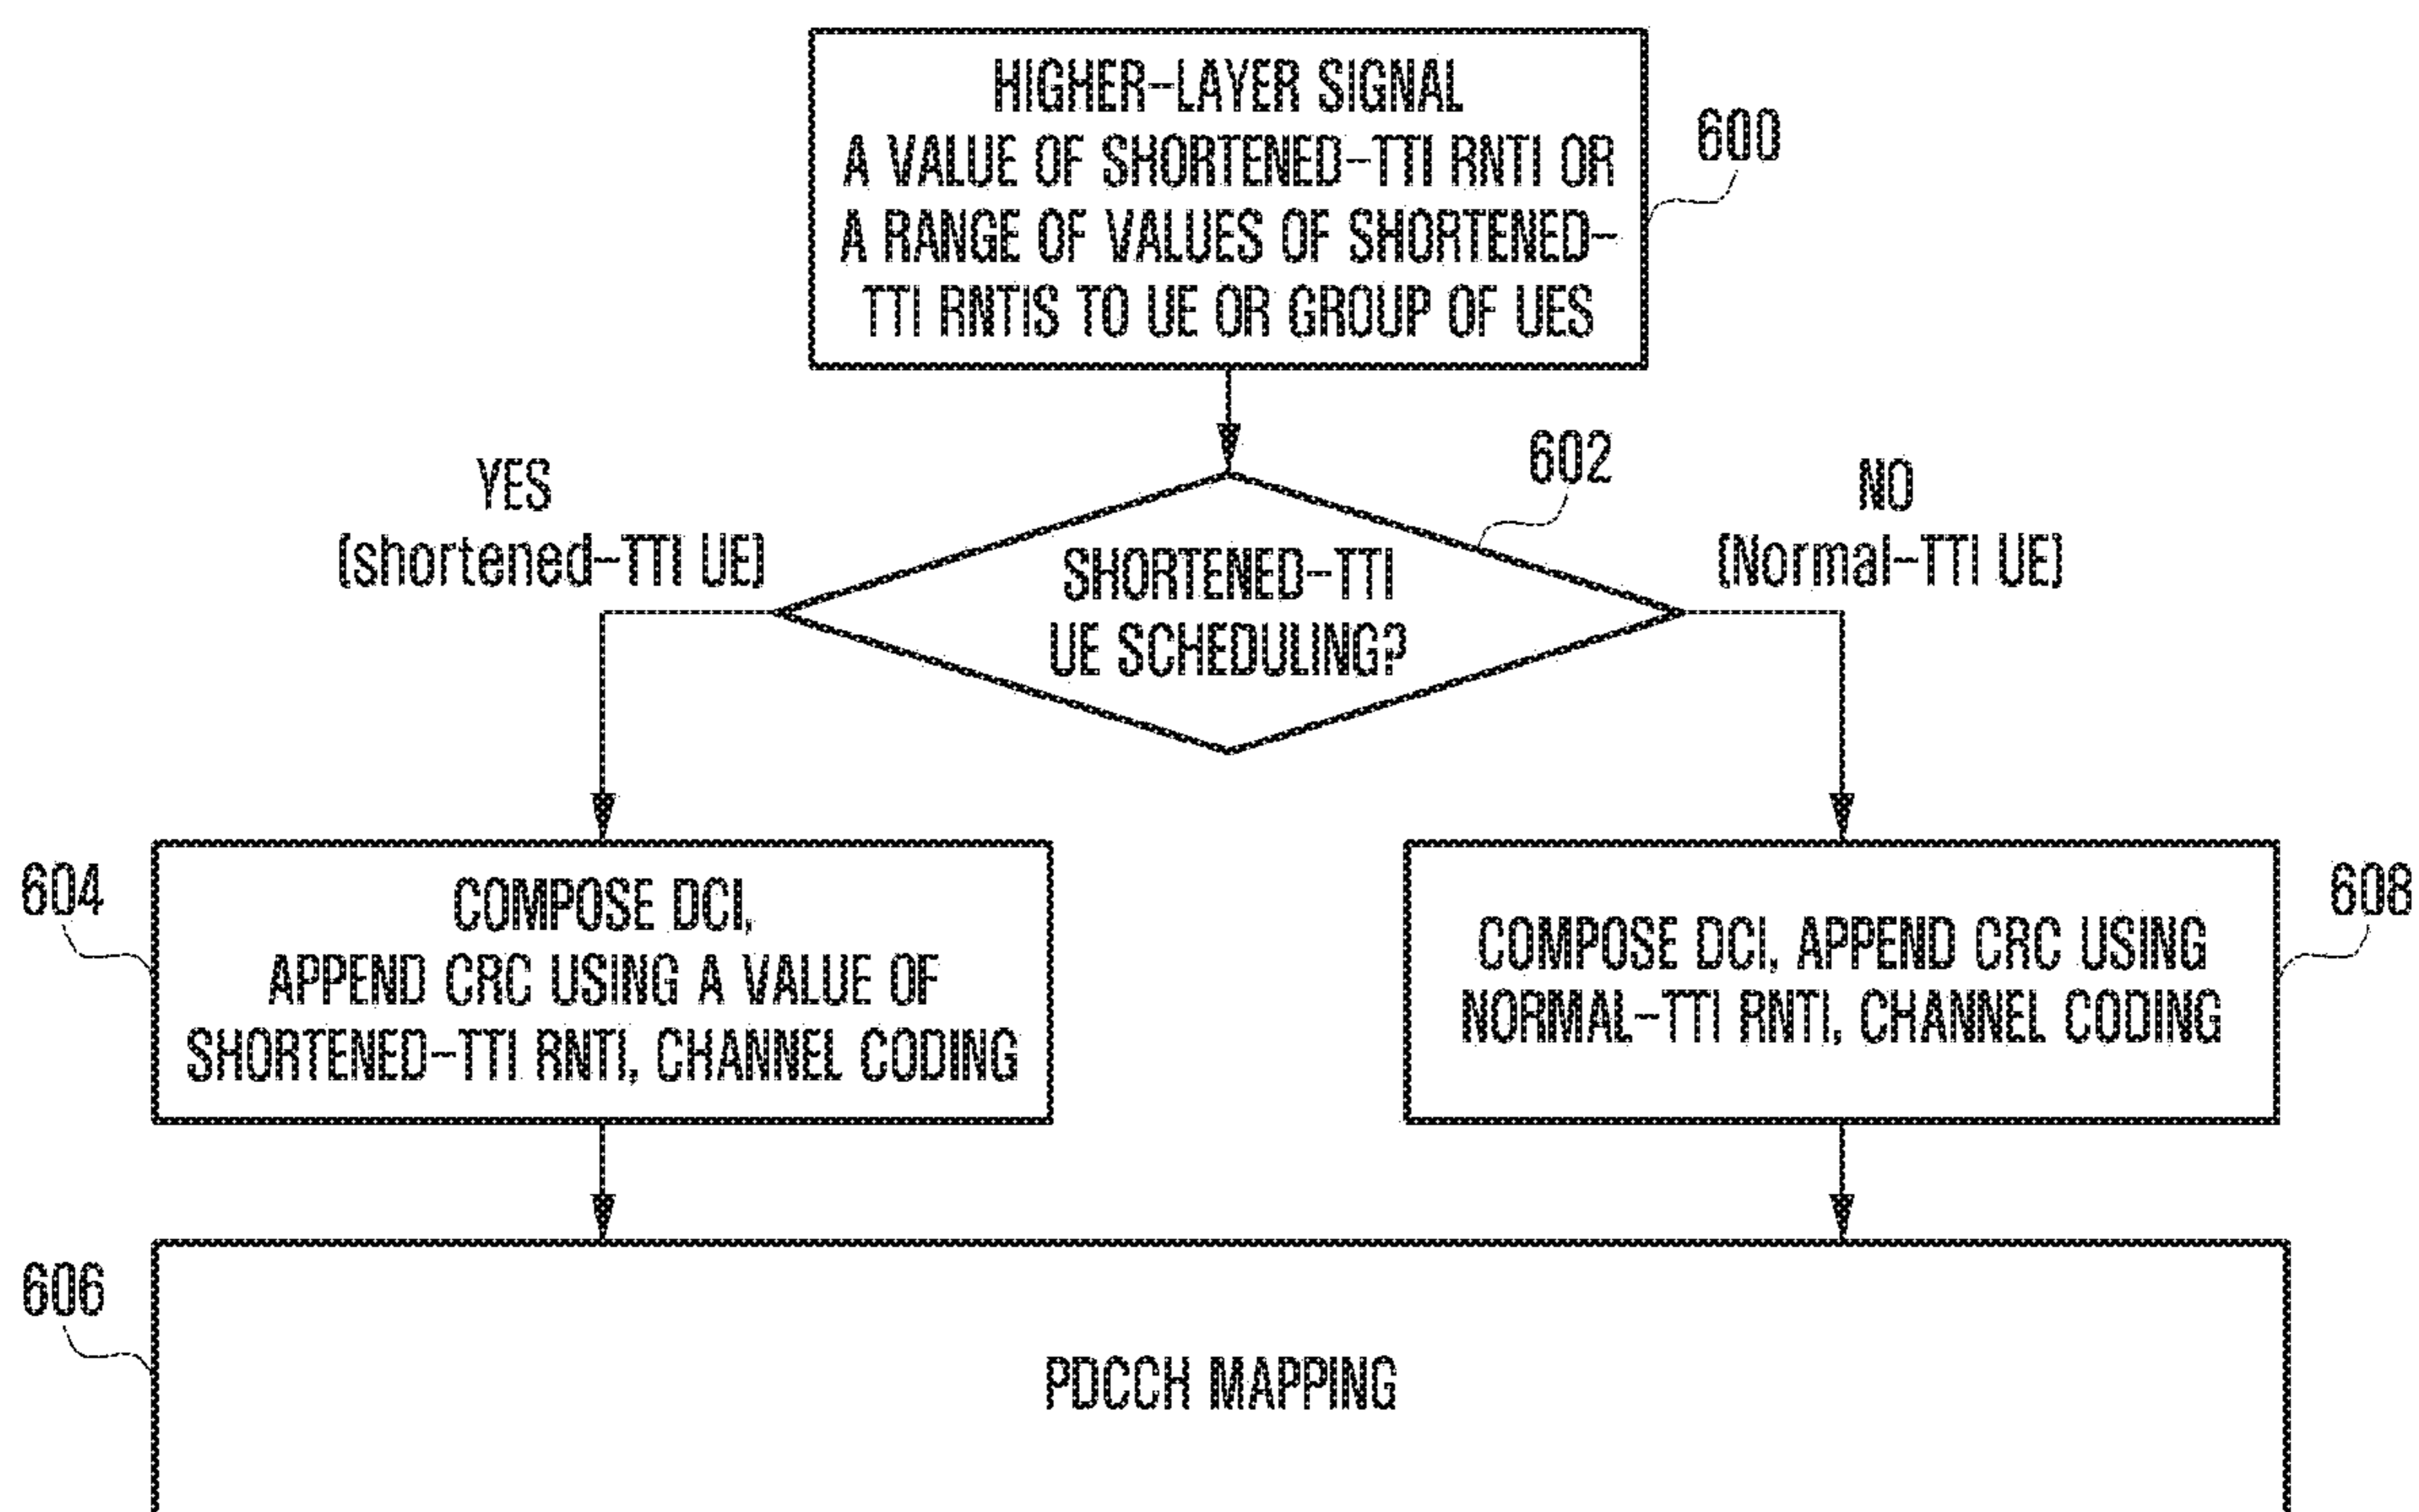 HIGHER-LAYER SIGNAL
A VALUE OF SHORTENED-TTI RNTI OR
A RANGE OF VALUES OF SHORTENED-
TTI RNTIS TO UE OR GROUP OF UES
600
602
YES
(shortened-TTI UE)
NO
(Normal-TTI UE)
SHORTENED-TTI
UE SCHEDULING?
604
COMPOSE DCI,
APPEND CRC USING A VALUE OF
SHORTENED-TTI RNTI, CHANNEL CODING
608
COMPOSE DCI, APPEND CRC USING
NORMAL-TTI RNTI, CHANNEL CODING
606
PDCCH MAPPING